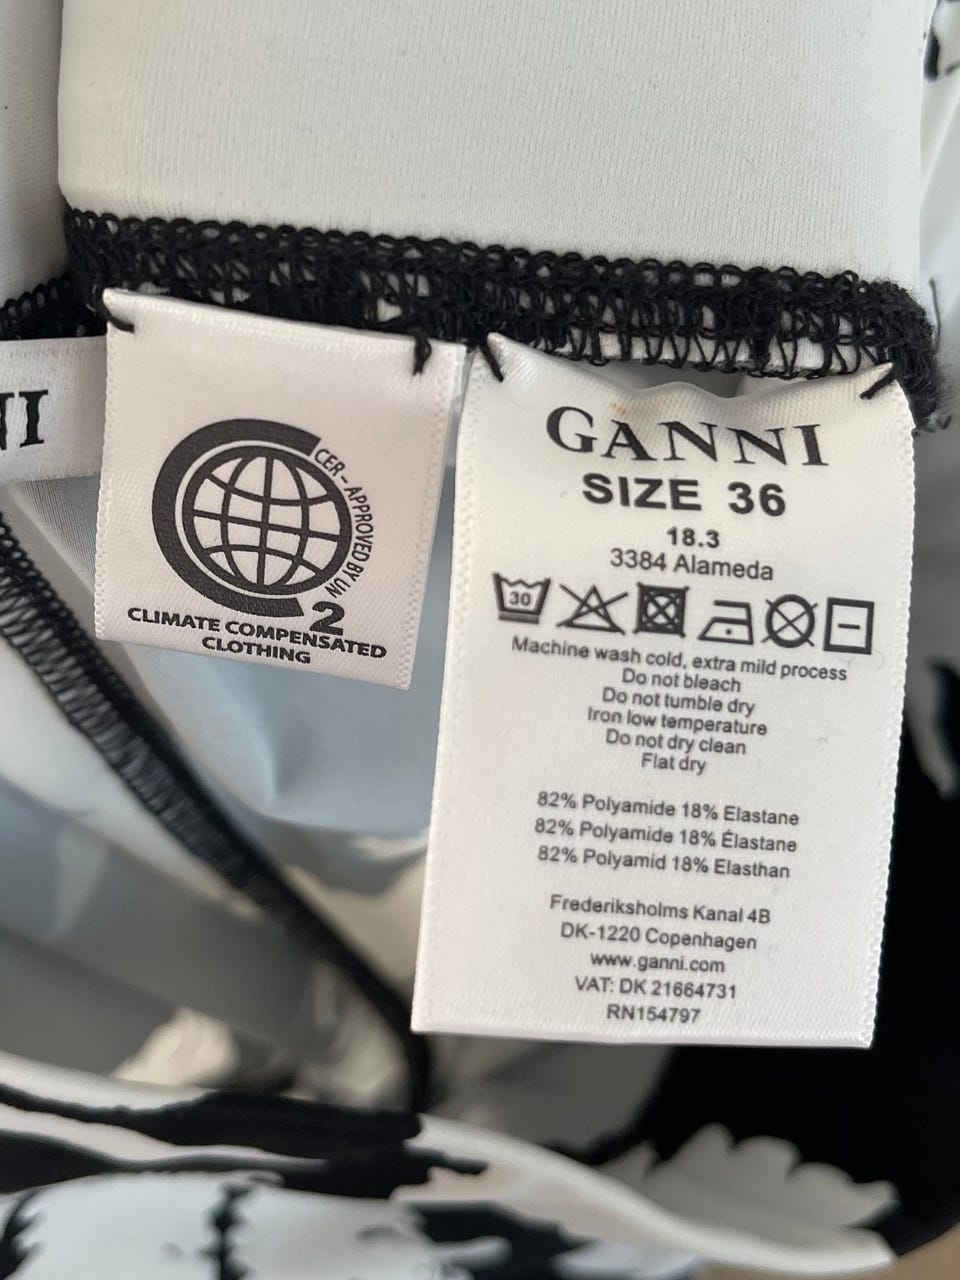 NI
CER – APPROVED BY UN
CO2
CLIMATE COMPENSATED
CLOTHING
GANNI
SIZE 36
18.3
3384 Alameda
30
Machine wash cold, extra mild process
Do not bleach
Do not tumble dry
Iron low temperature
Do not dry clean
Flat dry
82% Polyamide 18% Elastane
82% Polyamide 18% Élastane
82% Polyamid 18% Elasthan
Frederiksholms Kanal 4B
DK-1220 Copenhagen
www.ganni.com
VAT: DK 21664731
RN154797